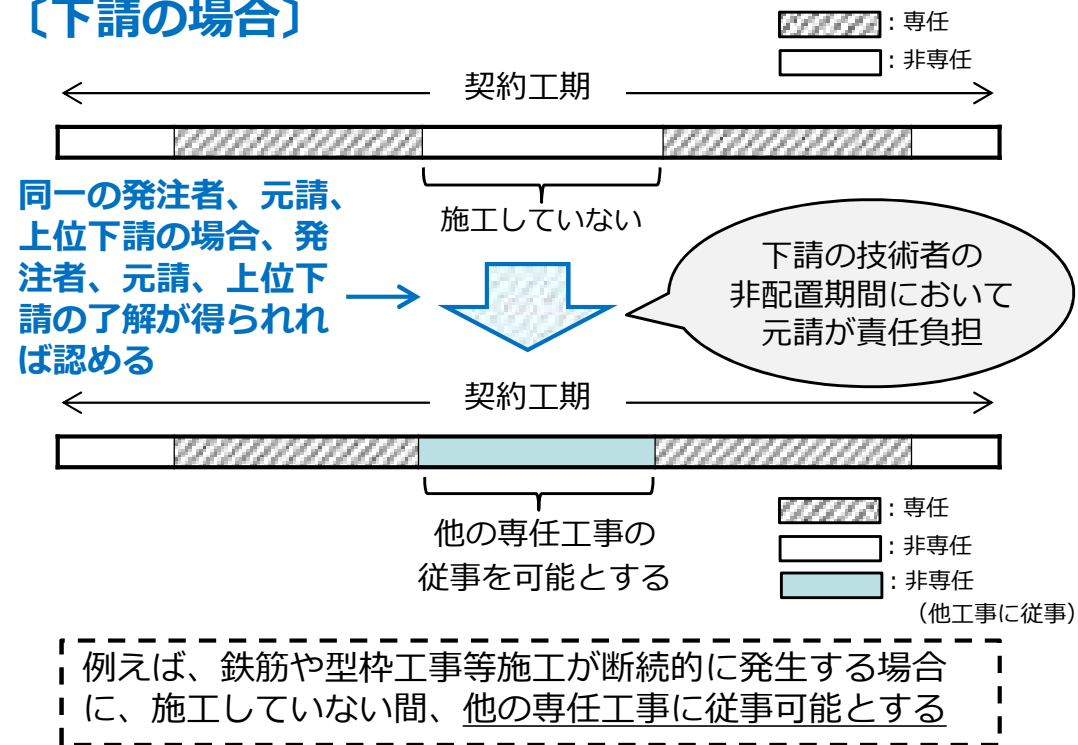 〔下請の場合〕
：専任
：非専任
契約工期
同一の発注者、元請、
上位下請の場合、発
注者、元請、上位下
請の了解が得られれ
ば認める
施工していない
下請の技術者の
非配置期間において
元請が責任負担
契約工期
他の専任工事の
従事を可能とする
：専任
：非専任
：非専任
（他工事に従事）
例えば、鉄筋や型枠工事等施工が断続的に発生する場合
に、施工していない間、他の専任工事に従事可能とする